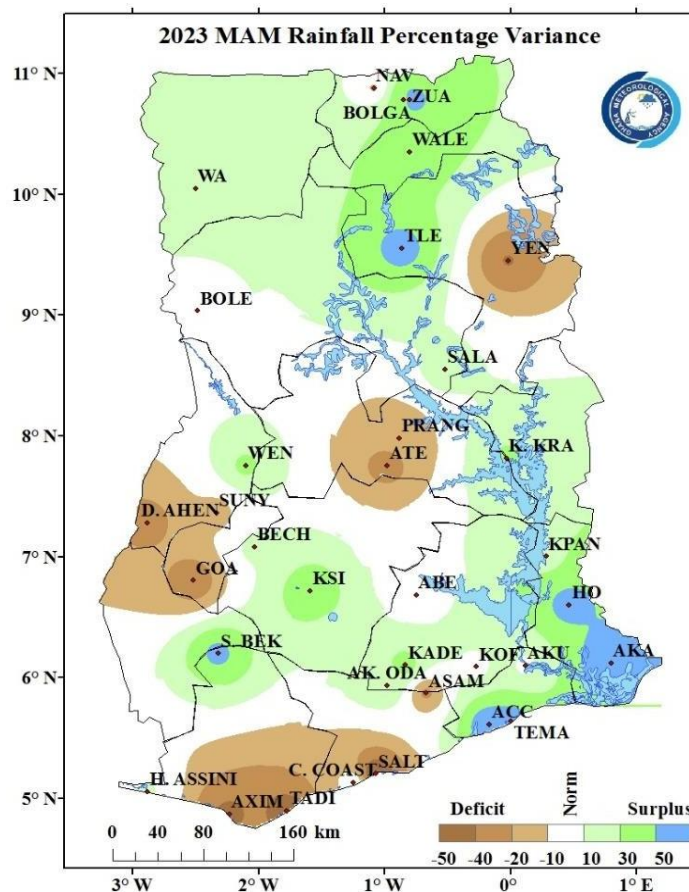 2023 MAM Rainfall Percentage Variance
11° N
NAV
ZUA
BOLGA
WALE
WA
10° N
TLE
YEN
9° N
BOLE
SALA
8° N
PRANG
WEN
ATE
K. KRA
SUNY
D. AHEN
BECH
7° N
KPAN
GOA
KSI
ABE
HO
S. BEK
6° N
KADE
KOF
AKU
AKA
AK. ODA
ASAM
ACC
TEMA
C. COAST
SALT
H. ASSINI
5° N
AXIM
TADI
Deficit
Norm
Surplus
0 40 80 160 km
-50 -40 -20 -10 10 30 50
3° W 2° W 1° W 0° 1° E